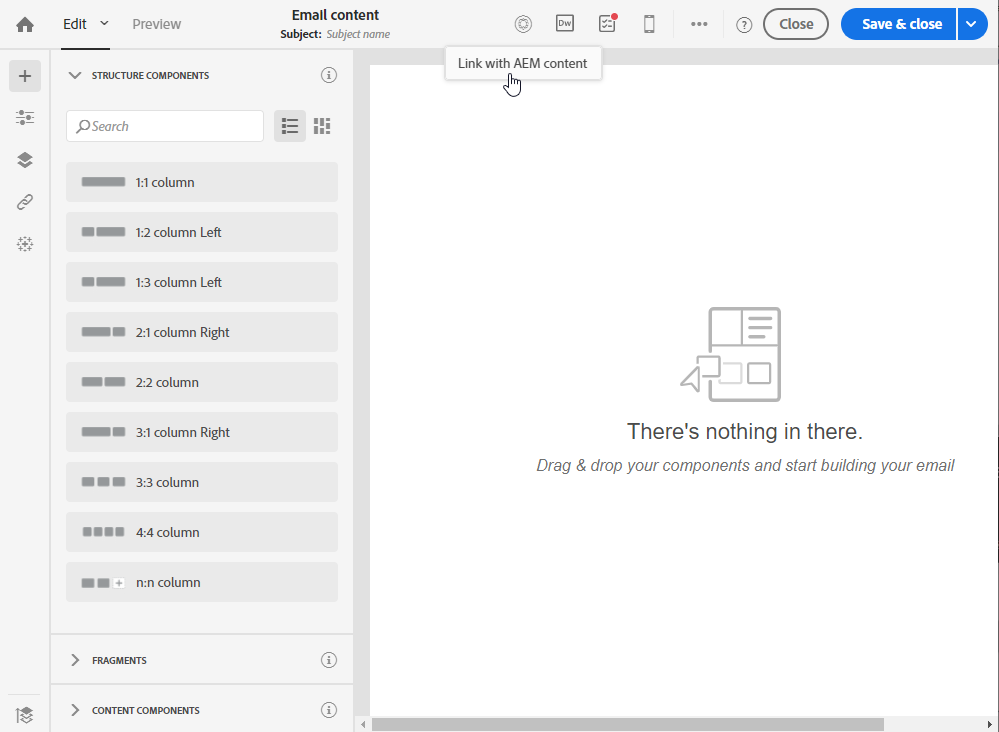 Edit
Preview
Email content
Subject: Subject name
Dw
?
Close
Save & close
Link with AEM content
STRUCTURE COMPONENTS
i
Search
1:1 column
1:2 column Left
1:3 column Left
2:1 column Right
2:2 column
3:1 column Right
3:3 column
4:4 column
n:n column
FRAGMENTS
i
CONTENT COMPONENTS
i
There's nothing in there.
Drag & drop your components and start building your email